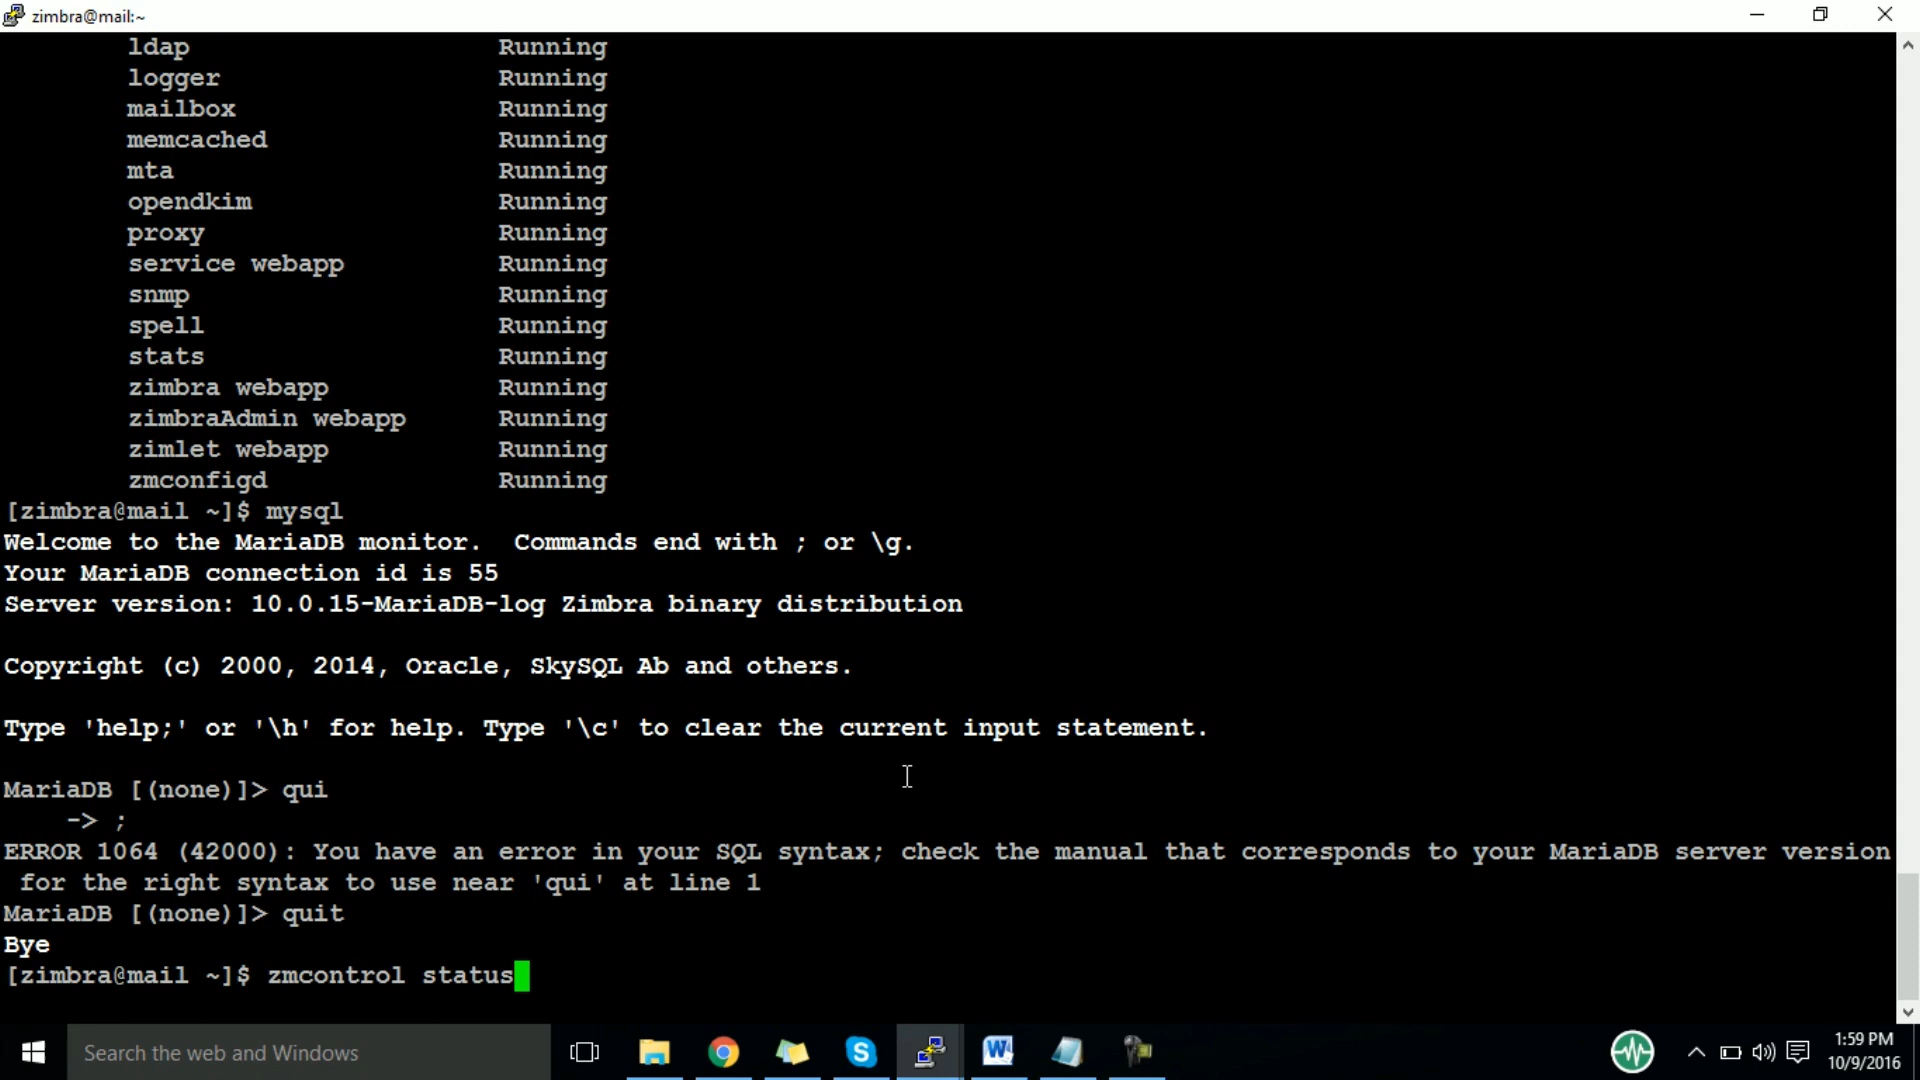 zimbra@mail:~
ldap Running
logger Running
mailbox Running
memcached Running
mta Running
opendkim Running
proxy Running
service webapp Running
snmp Running
spell Running
stats Running
zimbra webapp Running
zimbraAdmin webapp Running
zimlet webapp Running
zmconfigd Running
[zimbra@mail ~]$ mysql
Welcome to the MariaDB monitor.  Commands end with ; or \g.
Your MariaDB connection id is 55
Server version: 10.0.15-MariaDB-log Zimbra binary distribution
Copyright (c) 2000, 2014, Oracle, SkySQL Ab and others.
Type 'help;' or '\h' for help. Type '\c' to clear the current input statement.
MariaDB [(none)]> qui
    -> ;
ERROR 1064 (42000): You have an error in your SQL syntax; check the manual that corresponds to your MariaDB server version
 for the right syntax to use near 'qui' at line 1
MariaDB [(none)]> quit
Bye
[zimbra@mail ~]$ zmcontrol status
Search the web and Windows
1:59 PM
10/9/2016